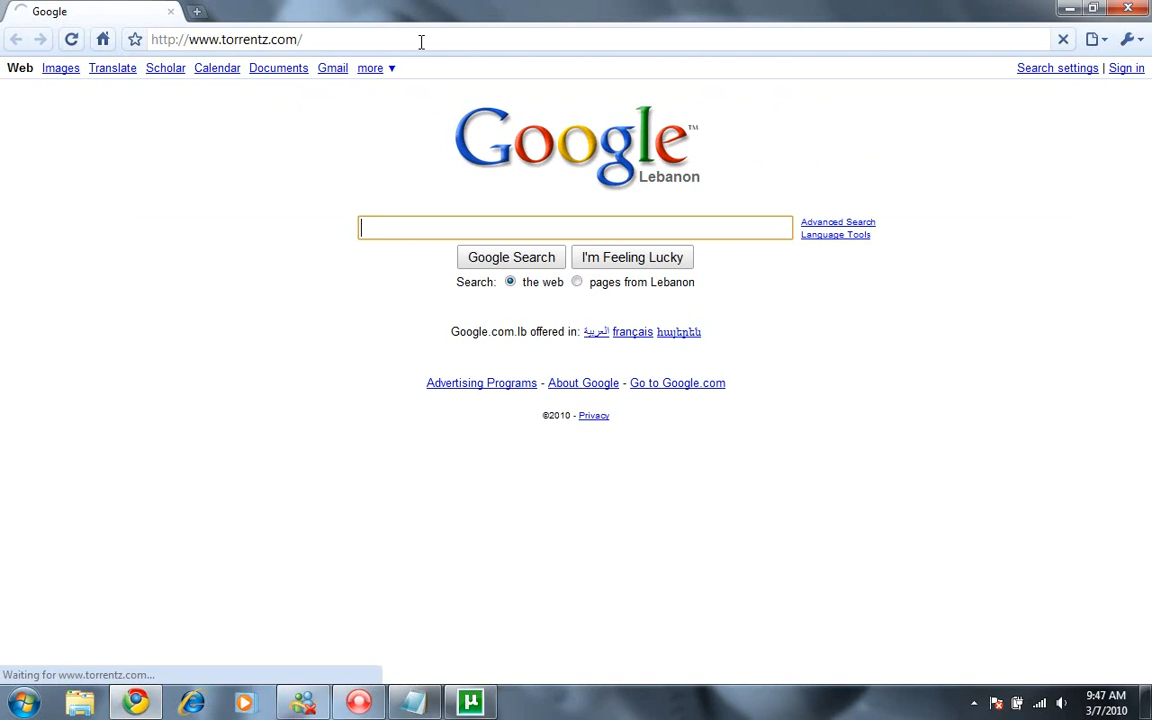 Google
http://www.torrentz.com/
Web Images Translate Scholar Calendar Documents Gmail more ▼
Search settings | Sign in
Google™
Lebanon
Advanced Search
Language Tools
Google Search I'm Feeling Lucky
Search: the web pages from Lebanon
Google.com.lb offered in: العربية français հայերեն
Advertising Programs - About Google - Go to Google.com
©2010 - Privacy
Waiting for www.torrentz.com...
9:47 AM
3/7/2010